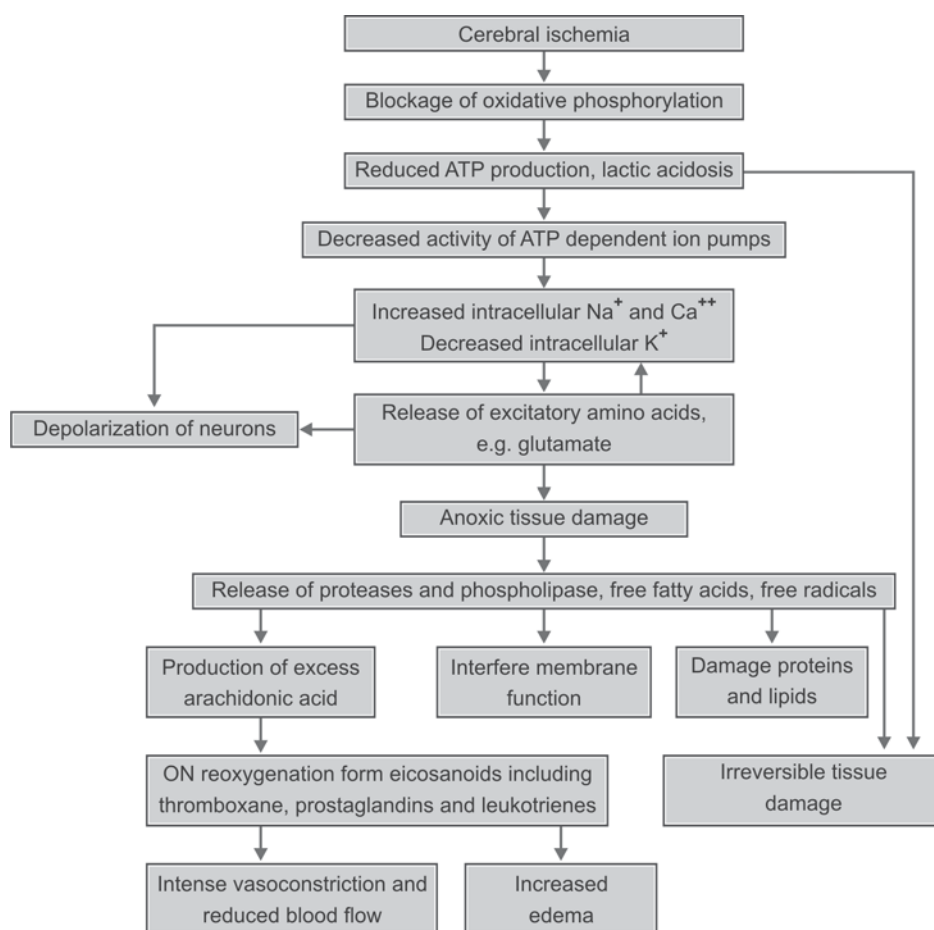 Cerebral ischemia
Blockage of oxidative phosphorylation
Reduced ATP production, lactic acidosis
Decreased activity of ATP dependent ion pumps
Increased intracellular Na⁺ and Ca⁺⁺
Decreased intracellular K⁺
Depolarization of neurons
Release of excitatory amino acids,
e.g. glutamate
Anoxic tissue damage
Release of proteases and phospholipase, free fatty acids, free radicals
Production of excess
arachidonic acid
Interfere membrane
function
Damage proteins
and lipids
ON reoxygenation form eicosanoids including
thromboxane, prostaglandins and leukotrienes
Irreversible tissue
damage
Intense vasoconstriction and
reduced blood flow
Increased
edema